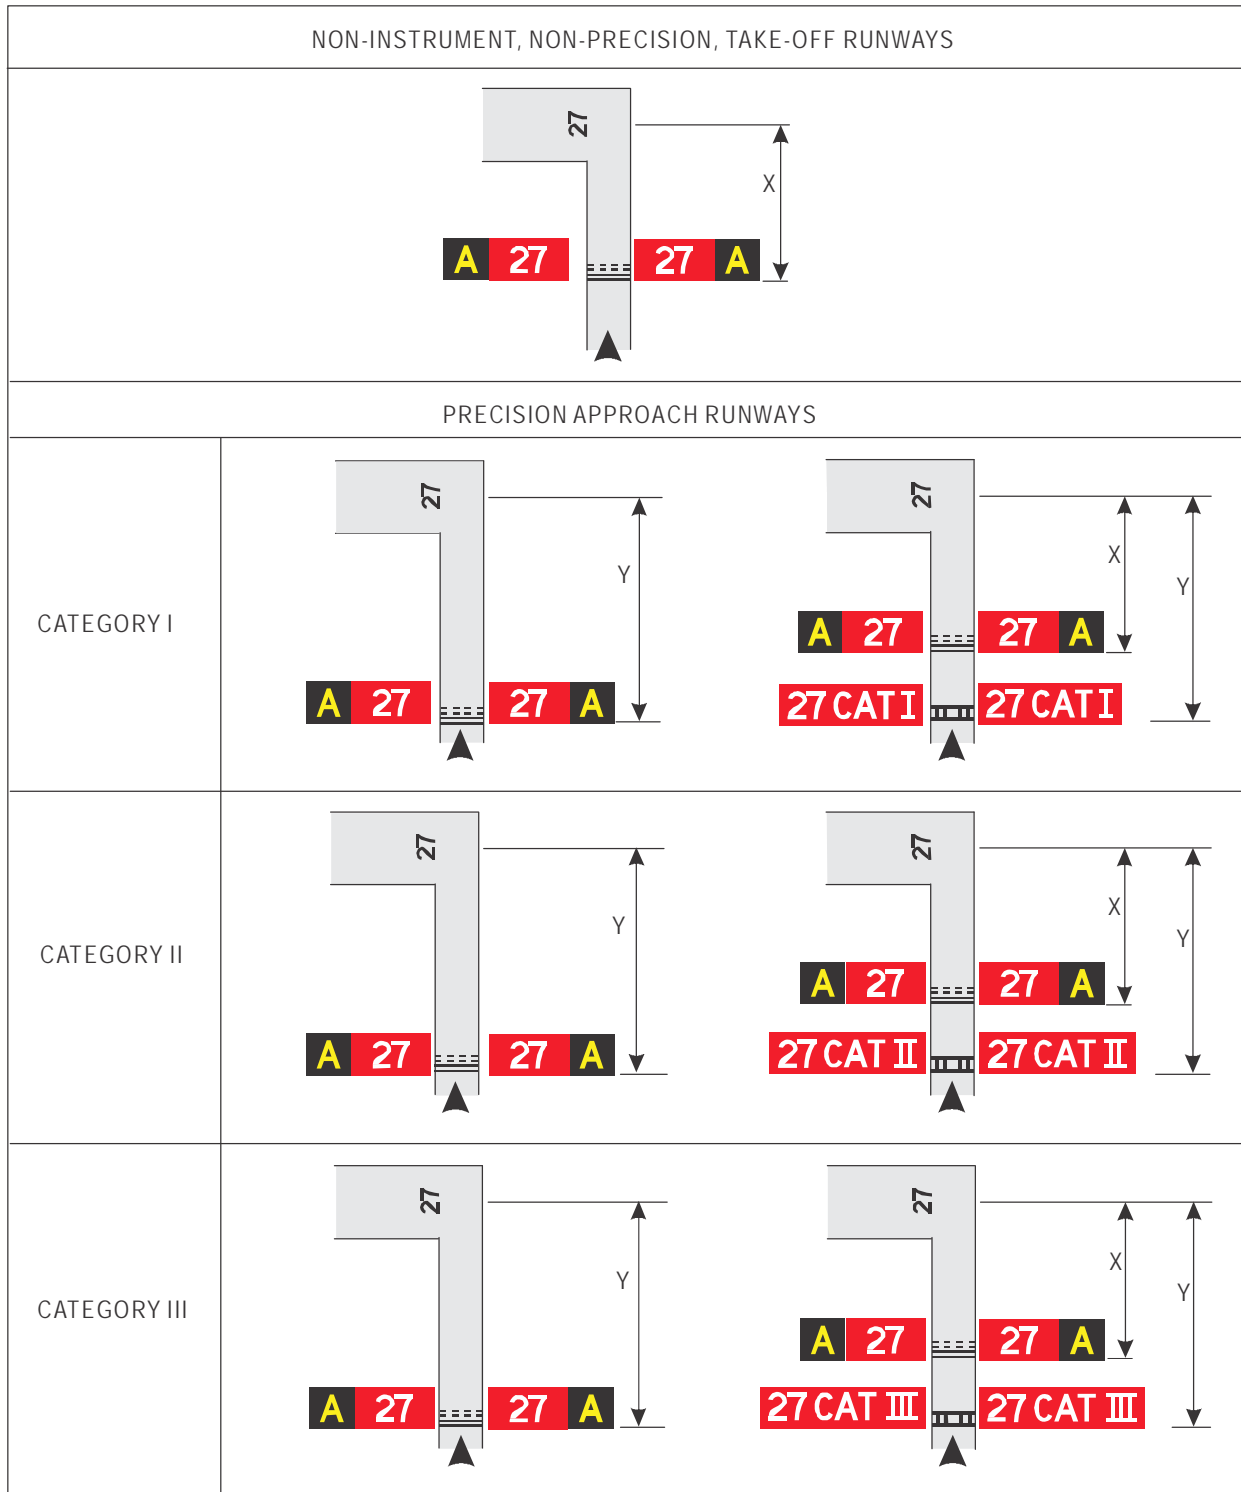 NON-INSTRUMENT, NON-PRECISION, TAKE-OFF RUNWAYS
27
X
A 27 27 A
PRECISION APPROACH RUNWAYS
CATEGORY I
27
Y
A 27 27 A
27
X
Y
A 27 27 A
27 CAT I 27 CAT I
CATEGORY II
27
Y
A 27 27 A
27
X
Y
A 27 27 A
27 CAT II 27 CAT II
CATEGORY III
27
Y
A 27 27 A
27
X
Y
A 27 27 A
27 CAT III 27 CAT III